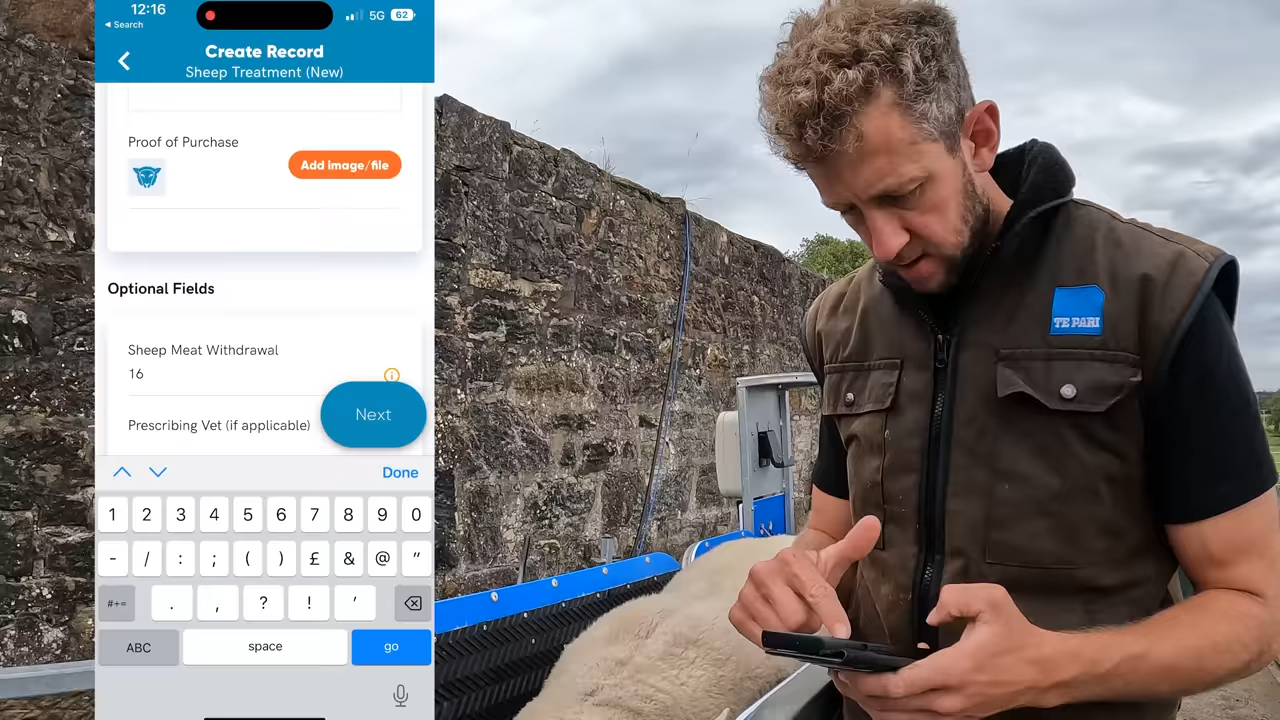 12:16
Search
5G
62
Create Record
Sheep Treatment (New)
Proof of Purchase
Add image/file
Optional Fields
Sheep Meat Withdrawal
16
Prescribing Vet (if applicable)
Next
Done
1 2 3 4 5 6 7 8 9 0
- / : ; ( ) £ & @ "
#+= . , ? ! '
ABC space go
TE PARI